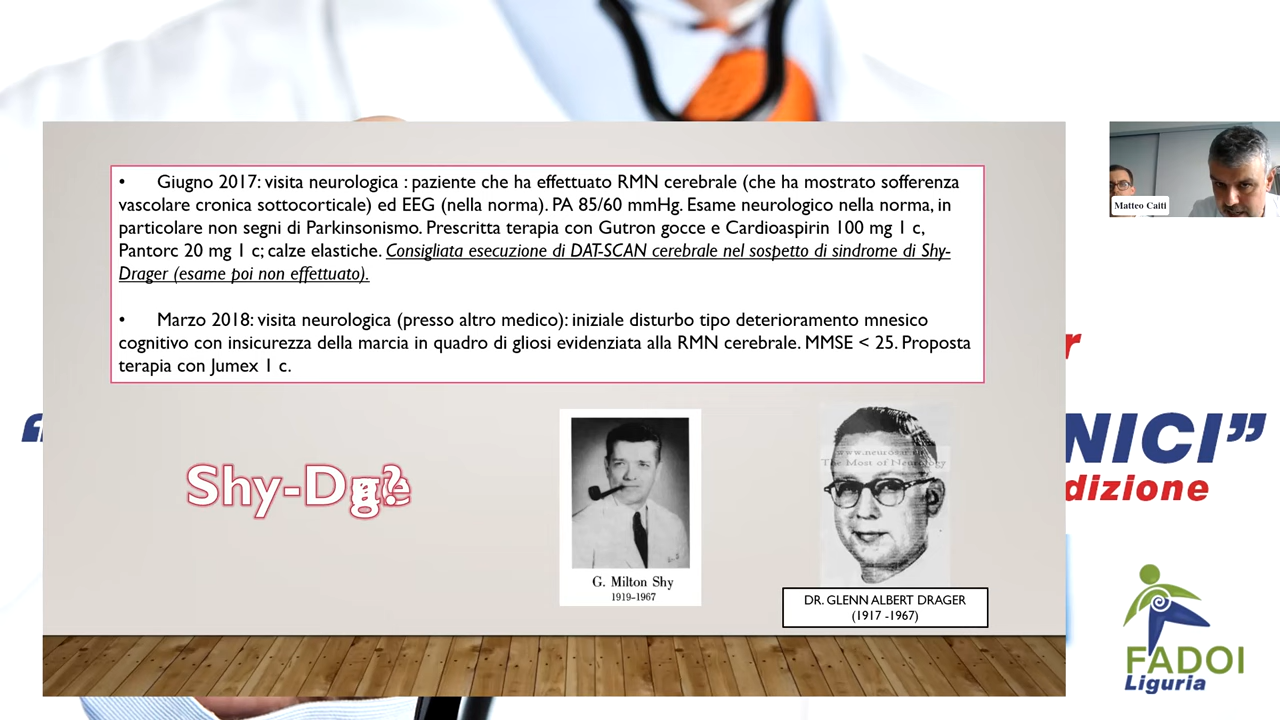 • Giugno 2017: visita neurologica : paziente che ha effettuato RMN cerebrale (che ha mostrato sofferenza
vascolare cronica sottocorticale) ed EEG (nella norma). PA 85/60 mmHg. Esame neurologico nella norma, in
particolare non segni di Parkinsonismo. Prescritta terapia con Gutron gocce e Cardioaspirin 100 mg 1 c,
Pantorc 20 mg 1 c; calze elastiche. Consigliata esecuzione di DAT-SCAN cerebrale nel sospetto di sindrome di Shy-
Drager (esame poi non effettuato).
• Marzo 2018: visita neurologica (presso altro medico): iniziale disturbo tipo deterioramento mnesico
cognitivo con insicurezza della marcia in quadro di gliosi evidenziata alla RMN cerebrale. MMSE < 25. Proposta
terapia con Jumex 1 c.
Matteo Caiti
www.neurosar.
The Most of Neurology
G. Milton Shy
1919-1967
DR. GLENN ALBERT DRAGER
(1917 -1967)
r
“ NICI”
dizione
FADOI
Liguria